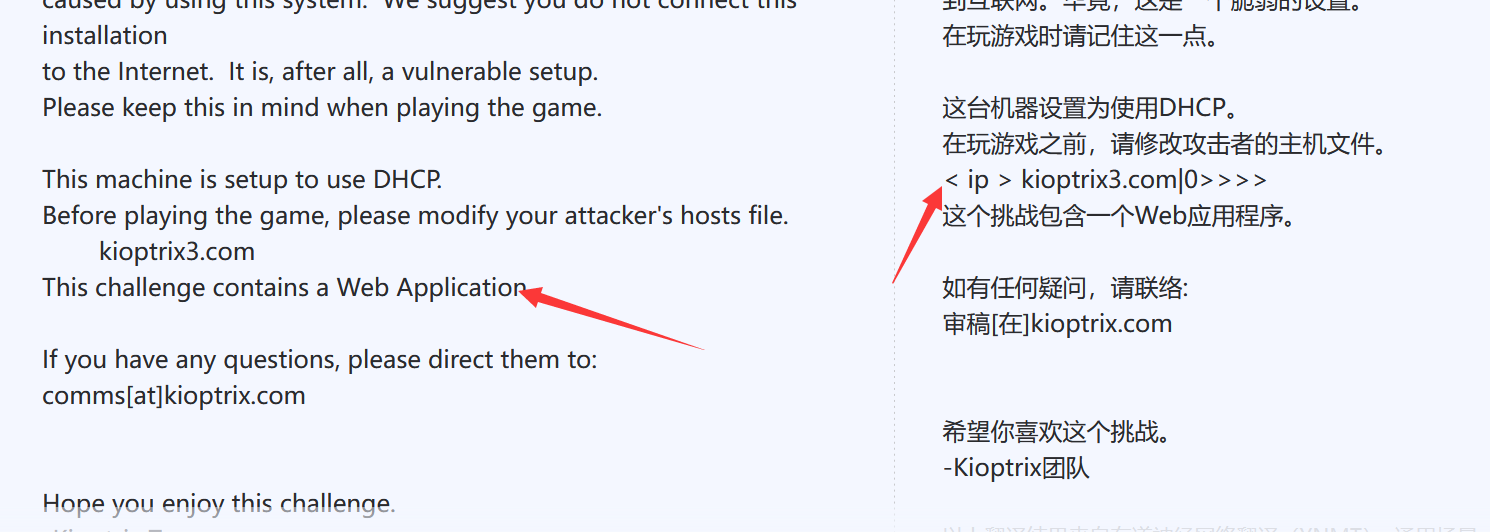 caused by using this system.  We suggest you do not connect this
installation
to the Internet.  It is, after all, a vulnerable setup.
Please keep this in mind when playing the game.
This machine is setup to use DHCP.
Before playing the game, please modify your attacker's hosts file.
kioptrix3.com
This challenge contains a Web Application
If you have any questions, please direct them to:
comms[at]kioptrix.com
Hope you enjoy this challenge.
到互联网。毕竟，这是一个脆弱的设置。
在玩游戏时请记住这一点。
这台机器设置为使用DHCP。
在玩游戏之前，请修改攻击者的主机文件。
< ip > kioptrix3.com|0>>>>
这个挑战包含一个Web应用程序。
如有任何疑问，请联络:
审稿[在]kioptrix.com
希望你喜欢这个挑战。
-Kioptrix团队